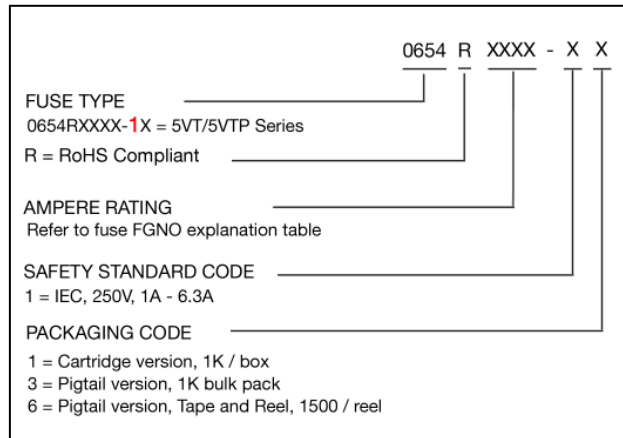 0654 R XXXX - X X
FUSE TYPE
0654RXXXX-1X = 5VT/5VTP Series
R = RoHS Compliant
AMPERE RATING
Refer to fuse FGNO explanation table
SAFETY STANDARD CODE
1 = IEC, 250V, 1A - 6.3A
PACKAGING CODE
1 = Cartridge version, 1K / box
3 = Pigtail version, 1K bulk pack
6 = Pigtail version, Tape and Reel, 1500 / reel